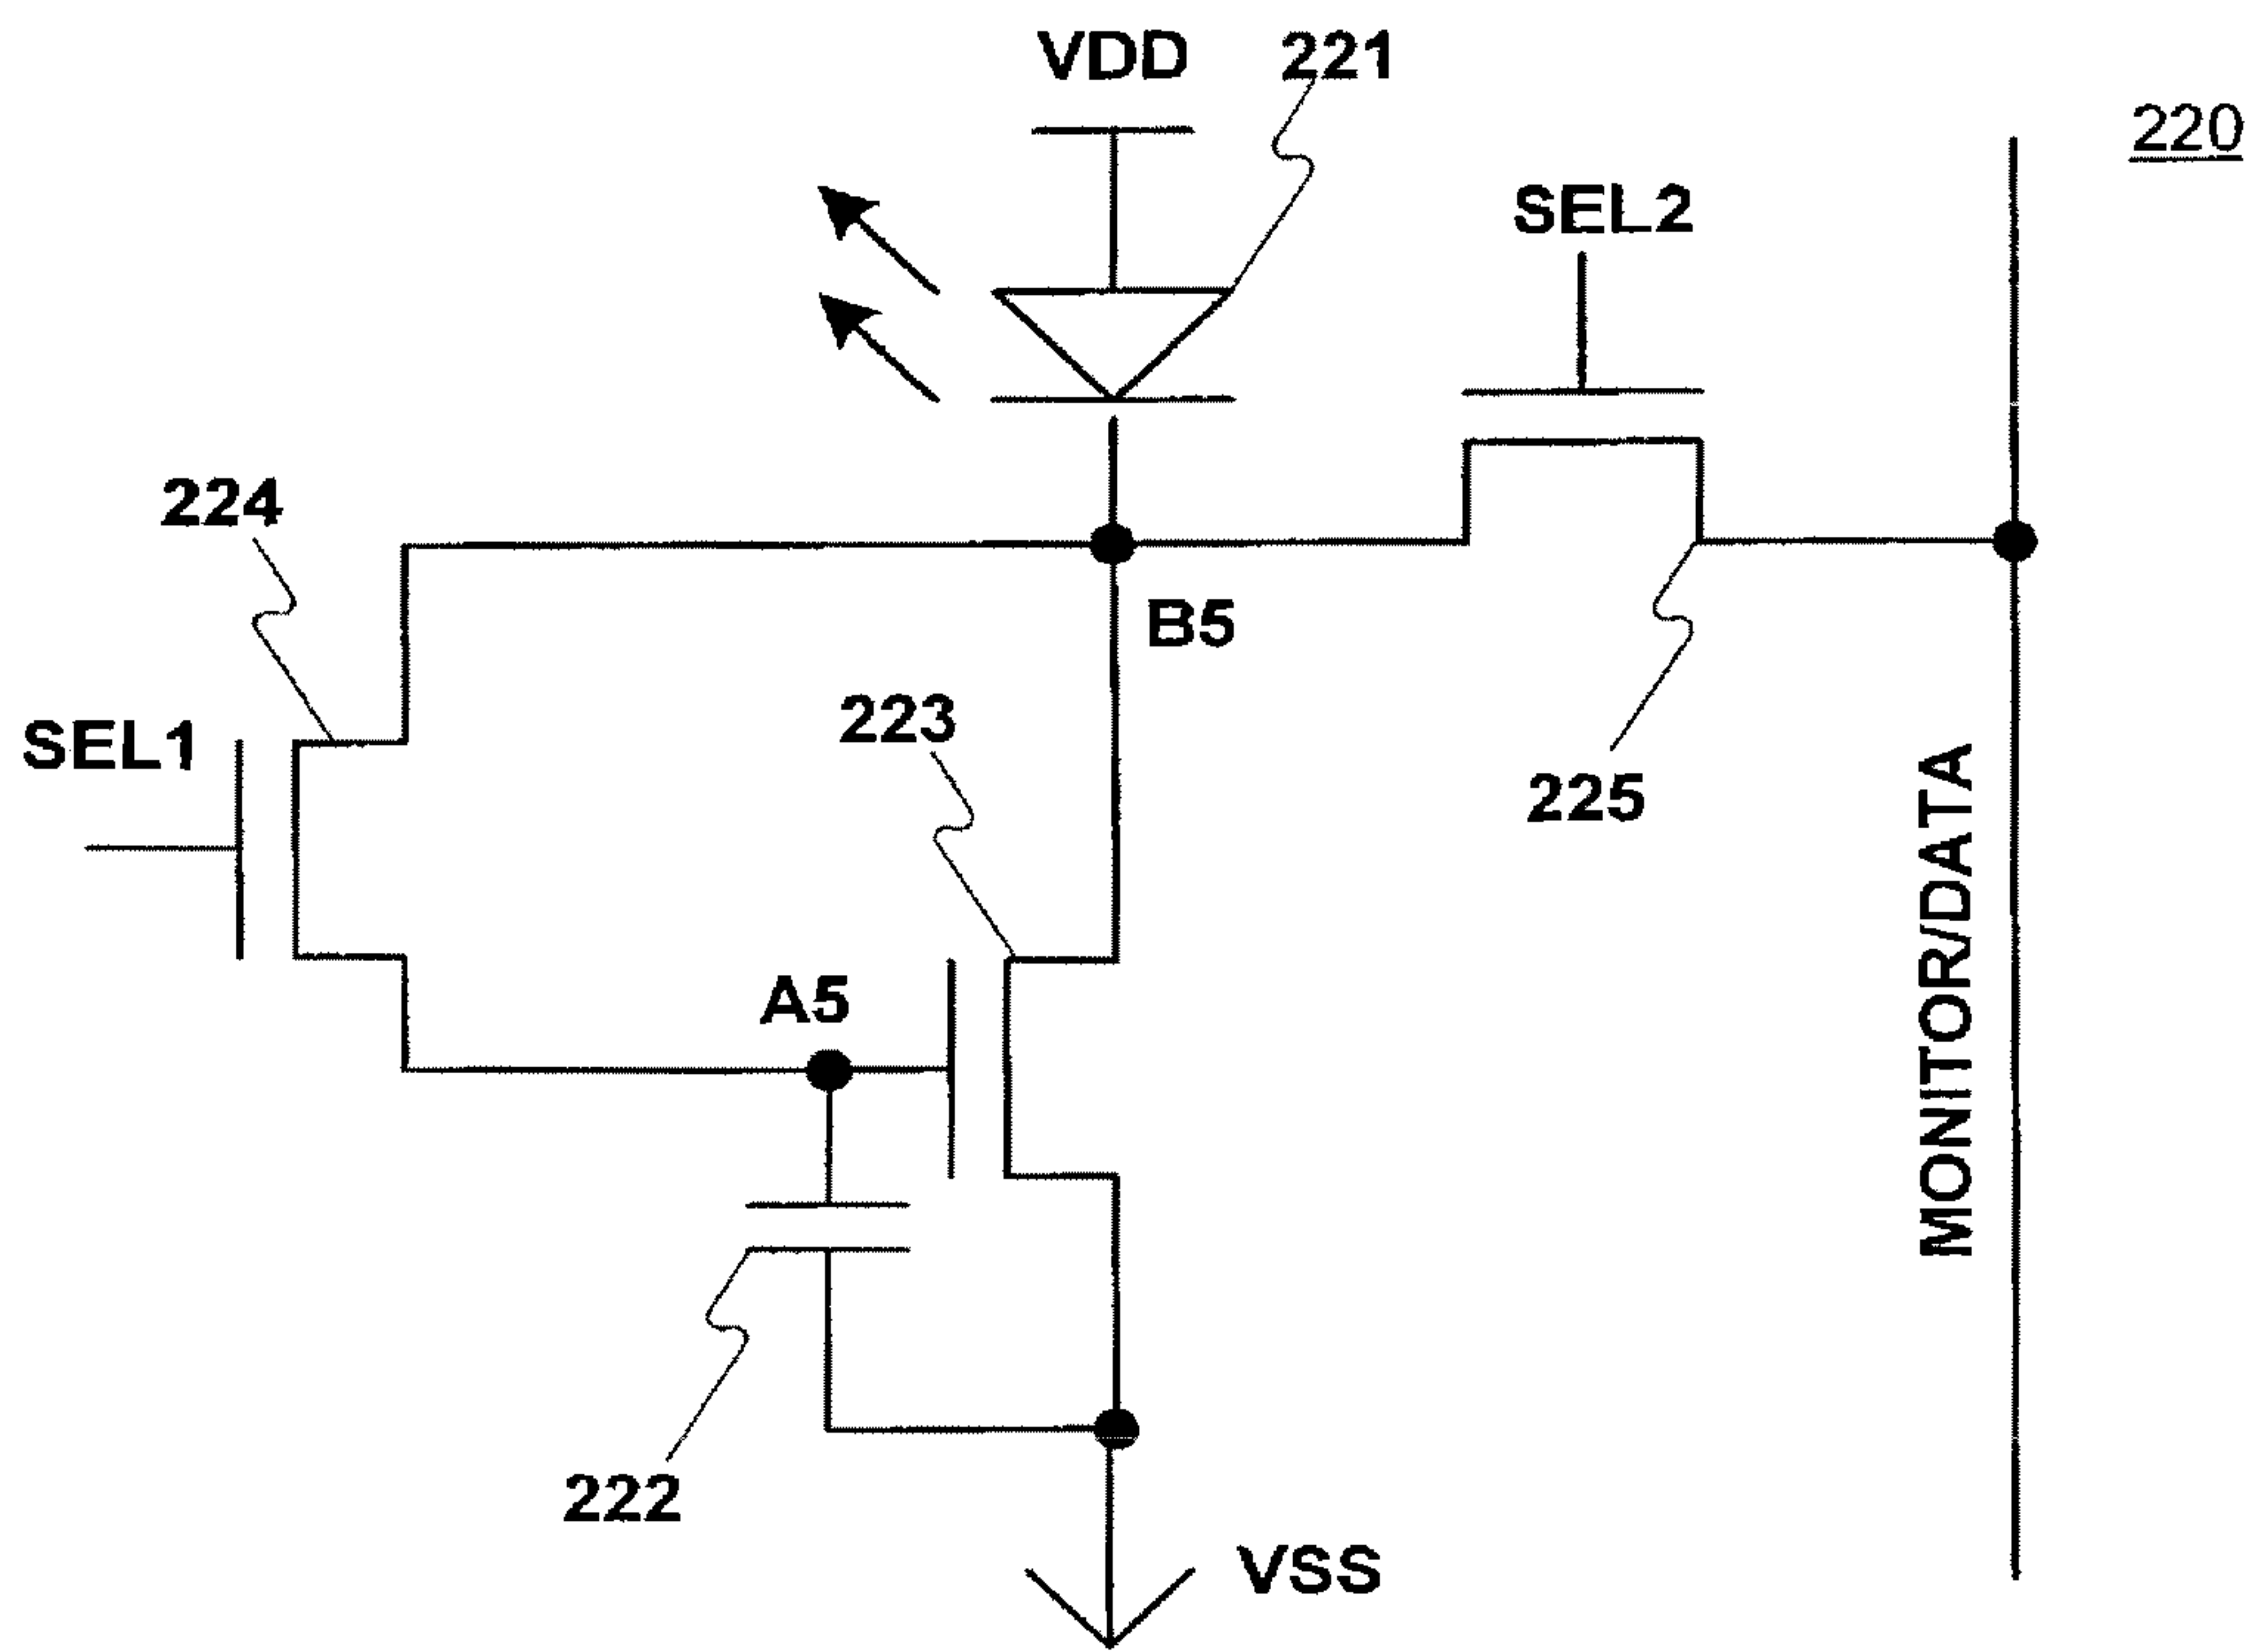 VDD
221
220
SEL2
224
B5
SEL1
223
225
A5
MONITOR/DATA
222
VSS